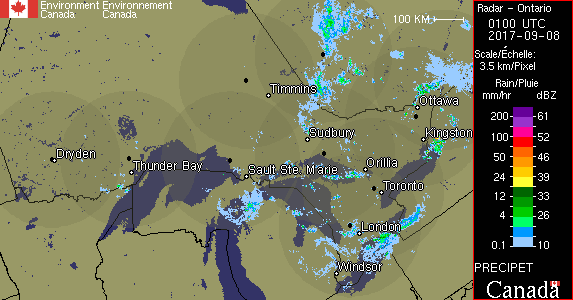 Environment Environnement
Canada Canada
100 KM
Timmins
Ottawa
Sudbury
Kingston
Dryden
Thunder Bay
Sault Ste. Marie
Orillia
Toronto
London
Windsor
Radar - Ontario
0100 UTC
2017-09-08
Scale/Échelle:
3.5 km/Pixel
Rain/Pluie
mm/hr dBZ
200 61
100 52
50 46
24 39
12 33
4 26
0.1 10
PRECIPET
Canada